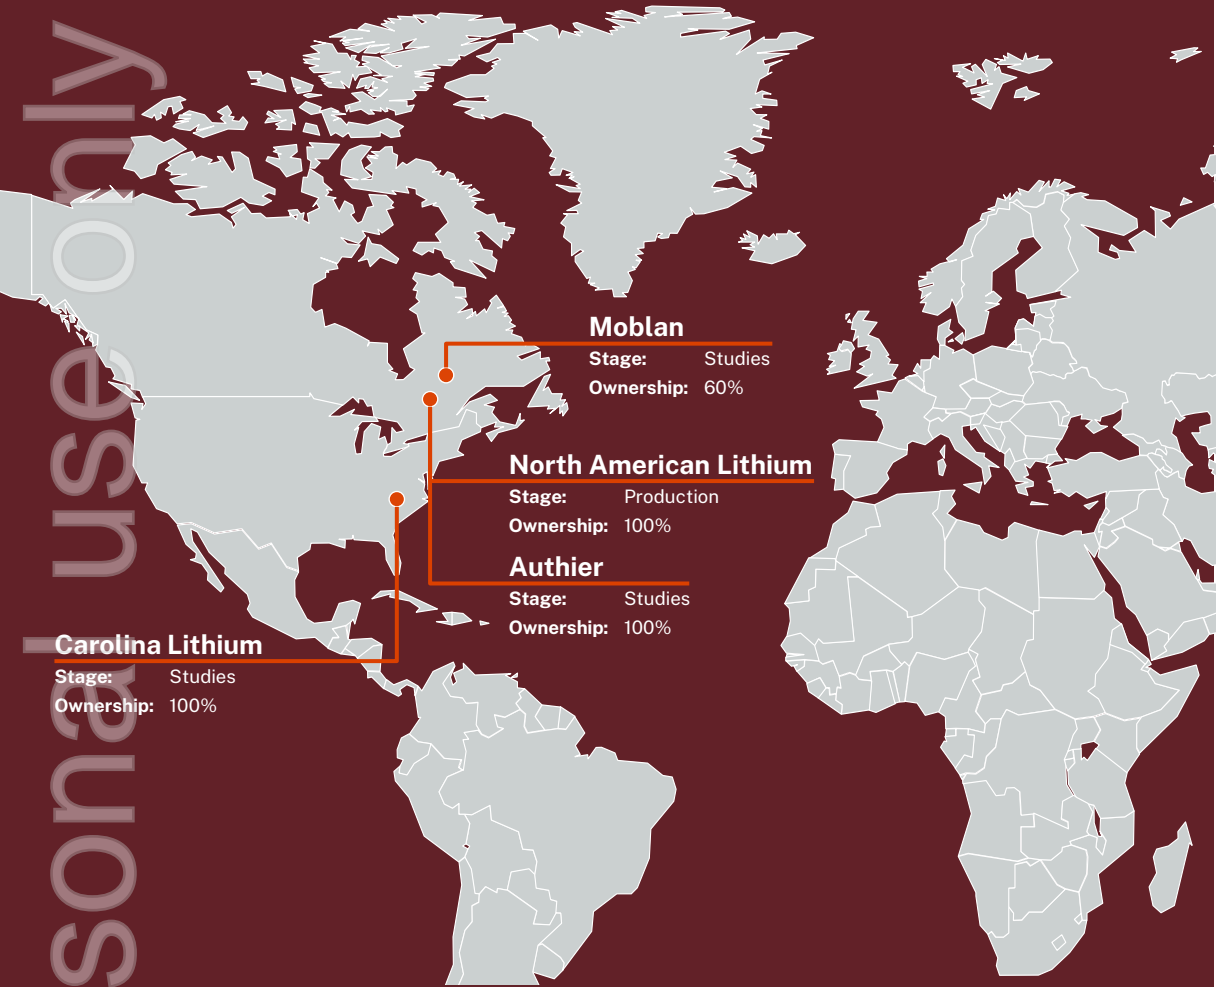 sonal use only
Moblan
Stage: Studies
Ownership: 60%
North American Lithium
Stage: Production
Ownership: 100%
Authier
Stage: Studies
Ownership: 100%
Carolina Lithium
Stage: Studies
Ownership: 100%